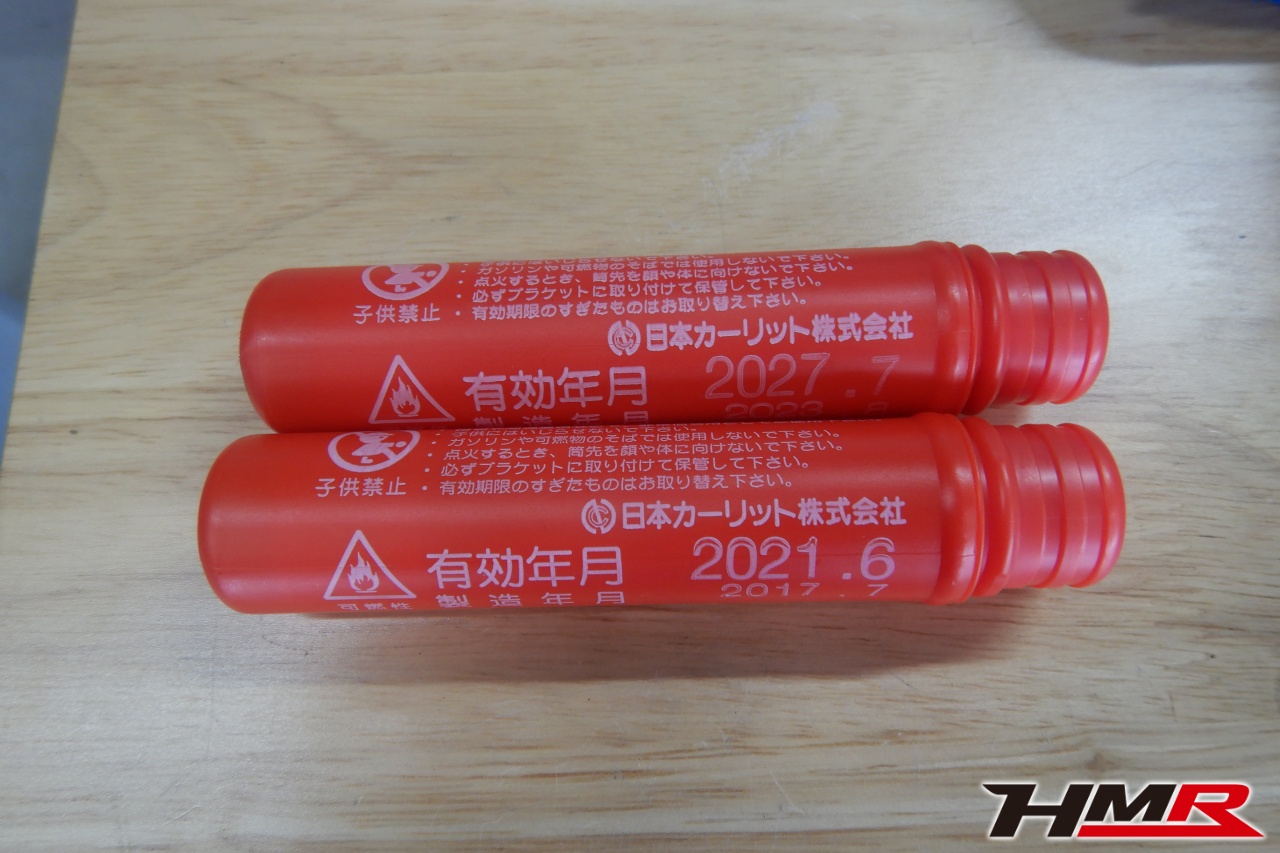 ・ガソリンや可燃物のそばでは使用しないで下さい。
・点火するとき、筒先を顔や体に向けないで下さい。
・必ずブラケットに取り付けて保管して下さい。
子供禁止 ・有効期限のすぎたものはお取り替え下さい。
日本カーリット株式会社
有効年月 2027.7
製造年月 2023.8
・ガソリンや可燃物のそばでは使用しないで下さい。
・点火するとき、筒先を顔や体に向けないで下さい。
・必ずブラケットに取り付けて保管して下さい。
子供禁止 ・有効期限のすぎたものはお取り替え下さい。
日本カーリット株式会社
有効年月 2021.6
可燃性 製造年月 2017.7
HMR